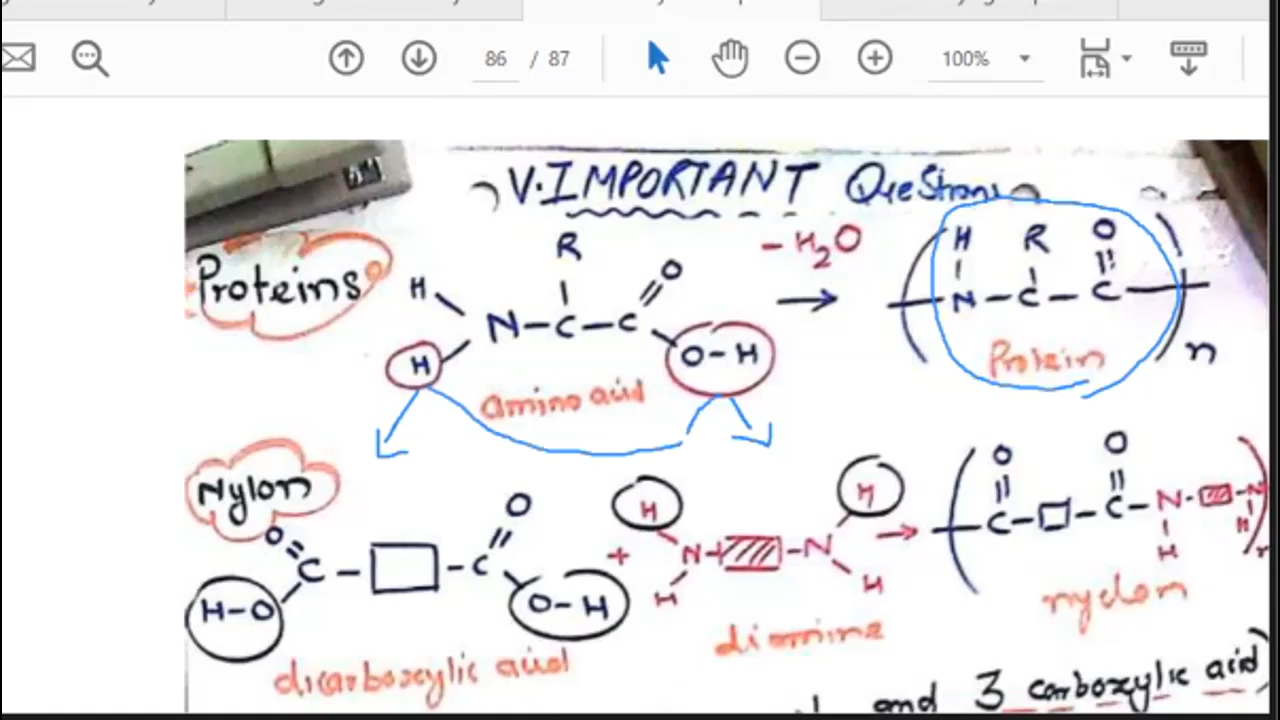 86 / 87 100%
V. IMPORTANT Questions
Proteins
H
R
N-C-C
O
H
O-H
amino acid
-H2O
H R O
N-C-C
n
Protein
Nylon
O
C
H-O
C
O
O-H
dicarboxylic acid
+
H
N
H
N
H
H
diamine
O O
C C-N N
H
H
n
nylon
and 3 carboxylic acid